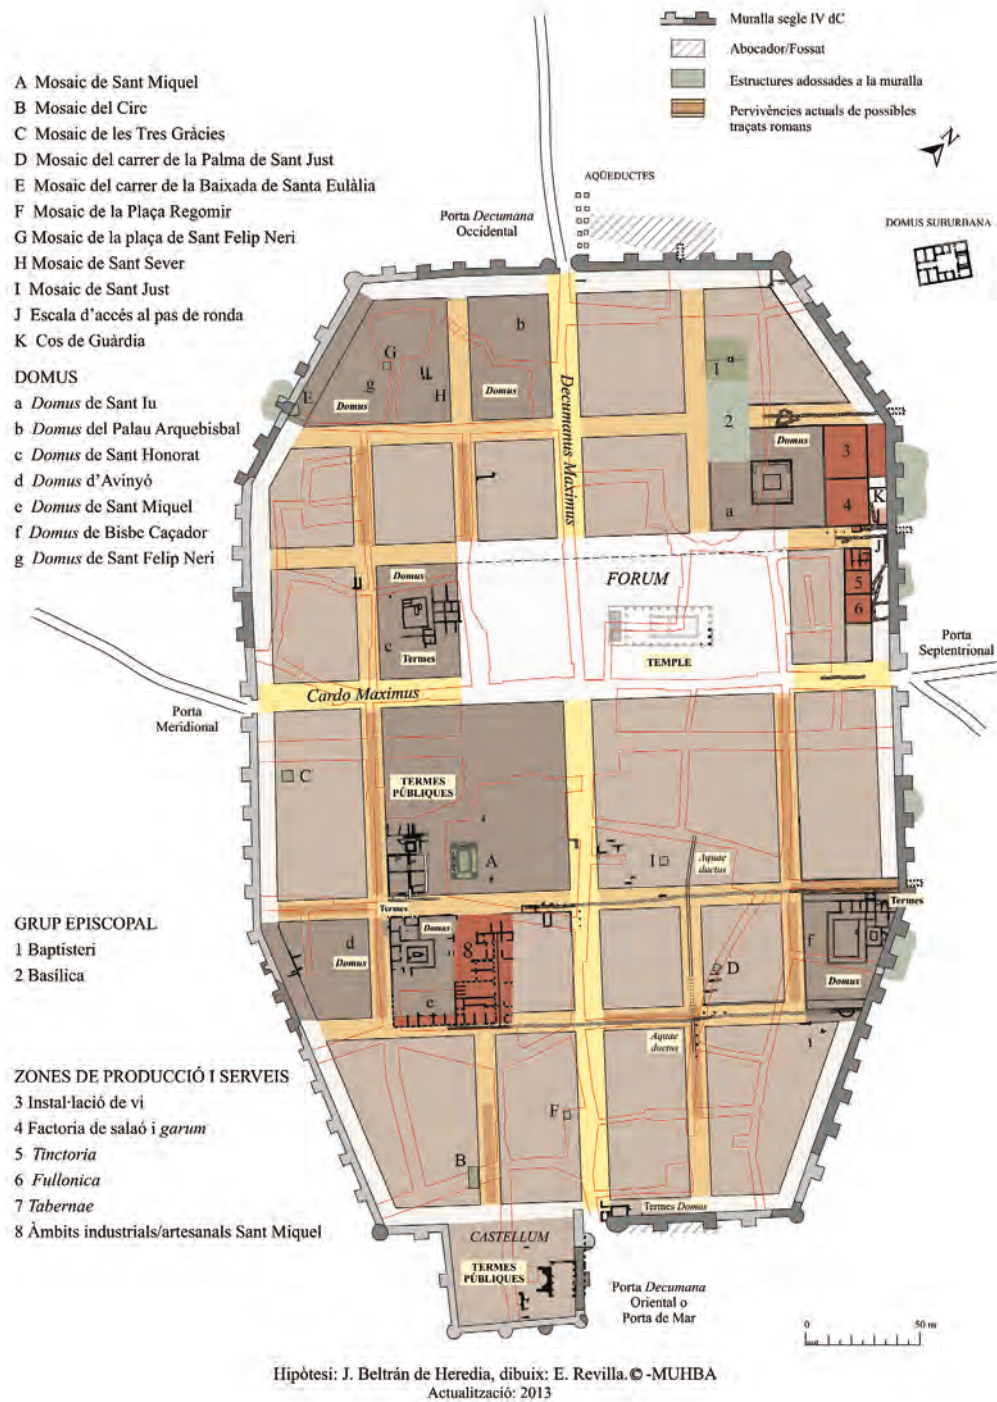 Muralla segle IV dC
Abocador/Fossat
Estructures adossades a la muralla
Pervivències actuals de possibles
traçats romans
N
A Mosaic de Sant Miquel
B Mosaic del Circ
C Mosaic de les Tres Gràcies
D Mosaic del carrer de la Palma de Sant Just
E Mosaic del carrer de la Baixada de Santa Eulàlia
F Mosaic de la Plaça Regomir
G Mosaic de la plaça de Sant Felip Neri
H Mosaic de Sant Sever
I Mosaic de Sant Just
J Escala d'accés al pas de ronda
K Cos de Guàrdia
DOMUS
a Domus de Sant Iu
b Domus del Palau Arquebisbal
c Domus de Sant Honorat
d Domus d'Avinyó
e Domus de Sant Miquel
f Domus de Bisbe Caçador
g Domus de Sant Felip Neri
AQÜEDUCTES
Porta Decumana
Occidental
DOMUS SUBURBANA
b
G
g
H
E
Domus
Domus
Decumanus Maximus
1
2
Domus
3
a
4
K
J
FORUM
Domus
c
Termes
5
6
TEMPLE
Porta
Septentrional
Cardo Maximus
Porta
Meridional
C
TERMES
PÚBLIQUES
A
I
Aquae
ductus
Termes
Termes
GRUP EPISCOPAL
1 Baptisteri
2 Basílica
d
Domus
Domus
8
e
D
f
Domus
Aquae
ductus
ZONES DE PRODUCCIÓ I SERVEIS
3 Instal·lació de vi
4 Factoria de salaó i garum
5 Tinctoria
6 Fullonica
7 Tabernae
8 Àmbits industrials/artesanals Sant Miquel
F
B
Termes Domus
CASTELLUM
TERMES
PÚBLIQUES
Porta Decumana
Oriental o
Porta de Mar
0 50 m
Hipòtesi: J. Beltrán de Heredia, dibuix: E. Revilla.© -MUHBA
Actualització: 2013